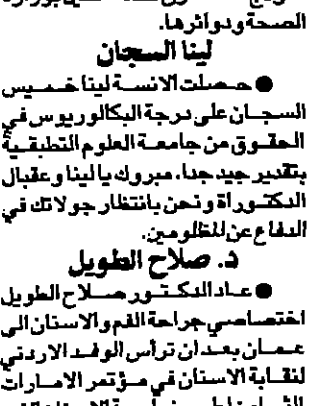 الصحة ودوائرها.
لينا السجان
● حصلت الانسة لينا خميس
السجان على درجة البكالوريوس في
الحقوق من جامعة العلوم التطبيقية
بتقدير جيد جدا، مبروك يا لينا وعقبال
الدكتوراة ونحن بانتظار جولاتك في
الدفاع عن المظلومين.
د. صلاح الطويل
● عاد الدكتور صلاح الطويل
اختصاصي جراحة الفم والاسنان الى
عمان بعد ان ترأس الوفد الاردني
لنقابة الاسنان في مؤتمر الامارات